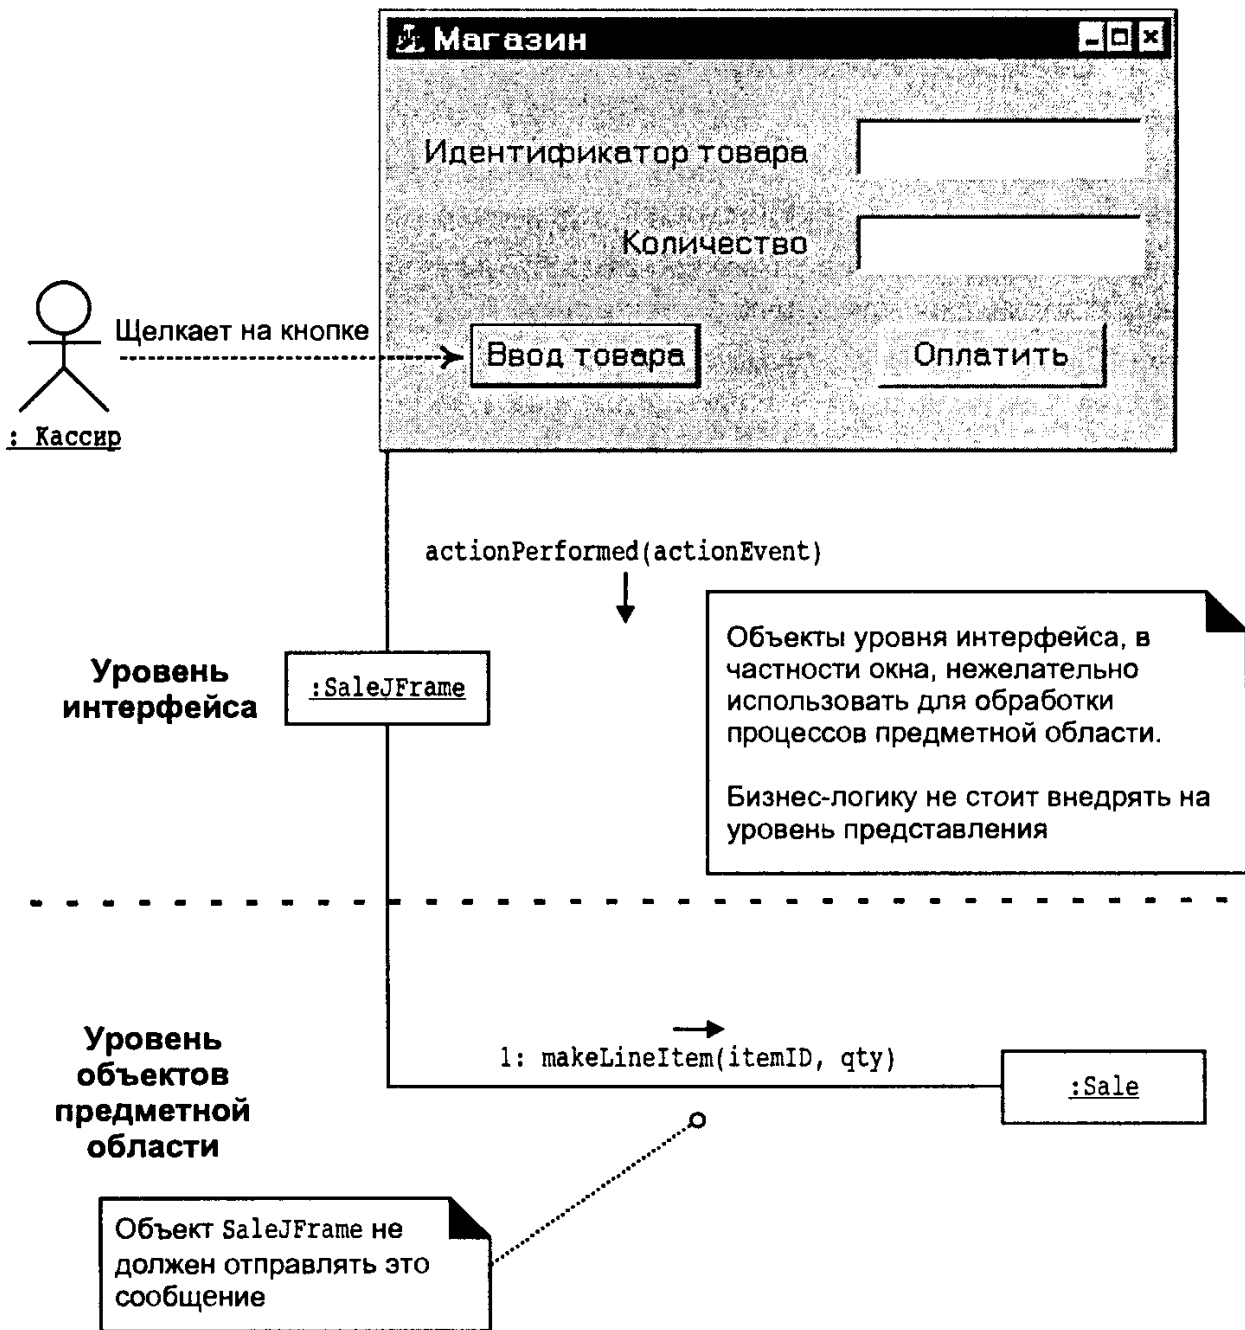 Магазин
Идентификатор товара
Количество
Щелкает на кнопке
Ввод товара
Оплатить
: Кассир
actionPerformed(actionEvent)
Уровень
интерфейса
:SaleJFrame
Объекты уровня интерфейса, в
частности окна, нежелательно
использовать для обработки
процессов предметной области.
Бизнес-логику не стоит внедрять на
уровень представления
Уровень
объектов
предметной
области
1: makeLineItem(itemID, qty)
:Sale
Объект SaleJFrame не
должен отправлять это
сообщение